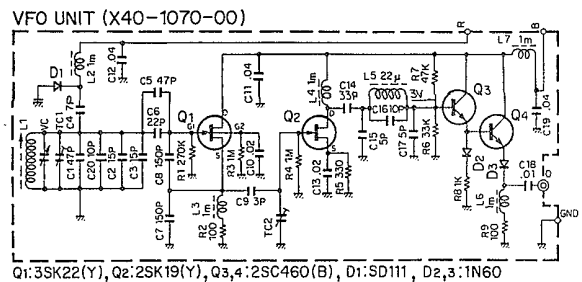 VFO UNIT (X40-1070-00)
R B
L7 1m
D1 L2 1m C12 .04 C5 47P C11 .04 L4 1m C14 33P L5 22μ R7 47K Q3
C1 7P C6 22P Q1 D G2 Q2 D C16 10P 3V Q4 C19 .04
L1 VC TC1 C4 47P C20 10P C2 15P C3 15P C8 150P R1 270K S R3 1M C10 .02 R4 1M S C15 5P C17 5P R6 33K D2 D3 C18 .01 O
C7 150P L3 1m R2 100 C9 3P TC2 C13 .02 R5 330 R8 1K L6 1m R9 100 GND
Q1:3SK22(Y), Q2:2SK19(Y), Q3,4:2SC460(B), D1:SD111, D2,3:1N60